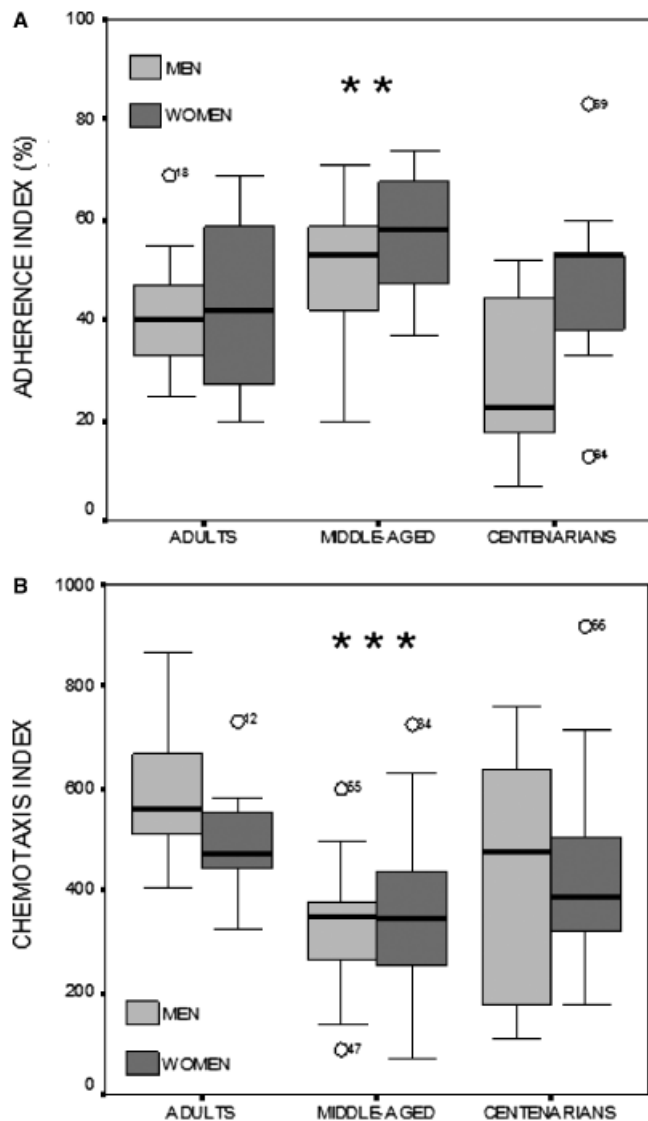 A
100
MEN
WOMEN
* *
80
69
18
60
40
20
64
0
ADHERENCE INDEX (%)
ADULTS
MIDDLE-AGED
CENTENARIANS
B
1000
* * *
66
800
12
84
600
55
400
200
47
0
CHEMOTAXIS INDEX
MEN
WOMEN
ADULTS
MIDDLE-AGED
CENTENARIANS